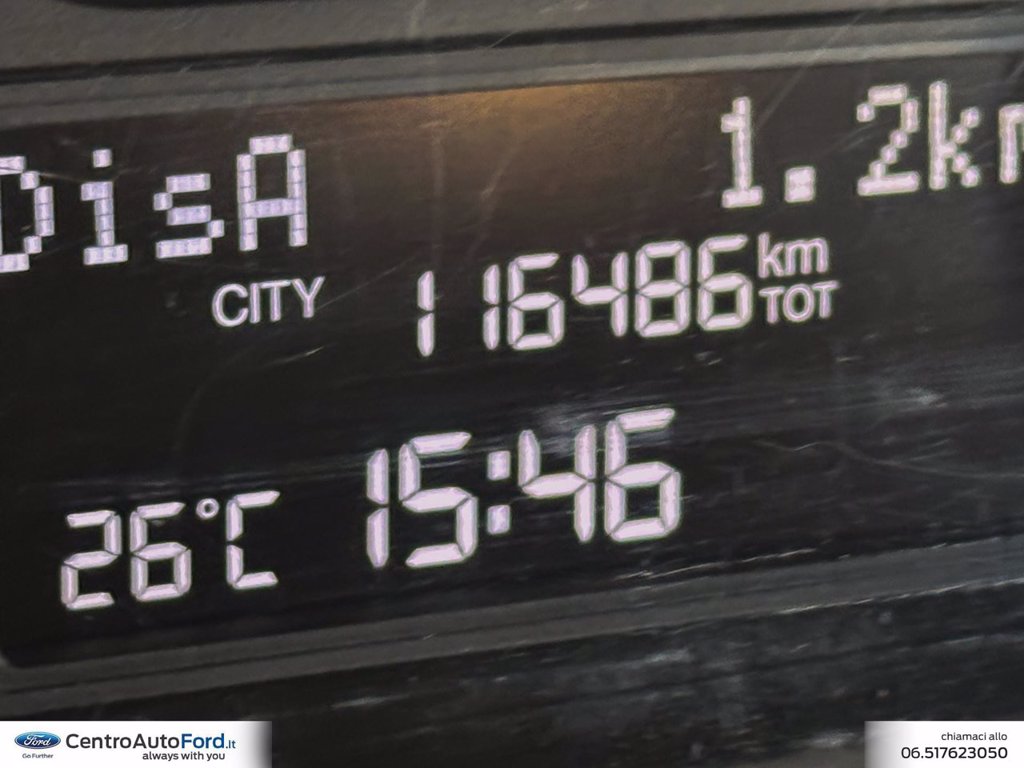 DisA 1.2km
CITY 116486 km TOT
26°C 15:46
Ford
Go Further
CentroAutoFord.it
always with you
chiamaci allo
06.517623050